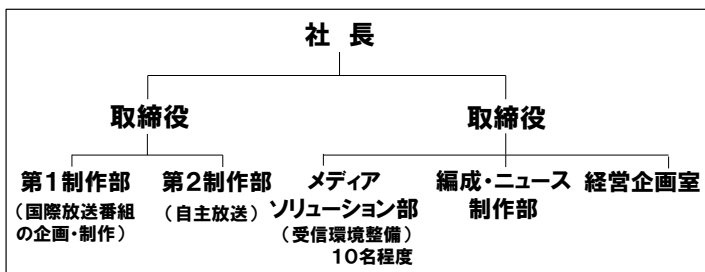 社 長
取締役
取締役
第1制作部
（国際放送番組
の企画・制作）
第2制作部
（自主放送）
メディア
ソリューション部
（受信環境整備）
10名程度
編成・ニュース
制作部
経営企画室